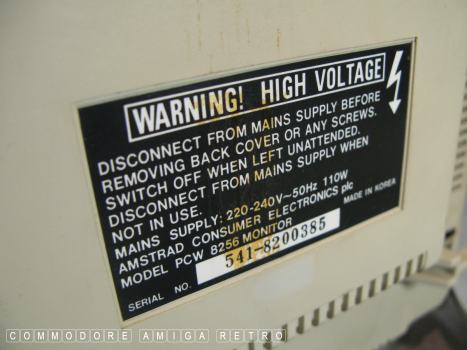 WARNING! HIGH VOLTAGE
DISCONNECT FROM MAINS SUPPLY BEFORE
REMOVING BACK COVER OR ANY SCREWS.
SWITCH OFF WHEN LEFT UNATTENDED.
DISCONNECT FROM MAINS SUPPLY WHEN
NOT IN USE.
MAINS SUPPLY: 220-240V~50Hz 110W
AMSTRAD CONSUMER ELECTRONICS plc
MODEL PCW 8256 MONITOR MADE IN KOREA
SERIAL NO. 541-8200385
COMMODORE AMIGA RETRO